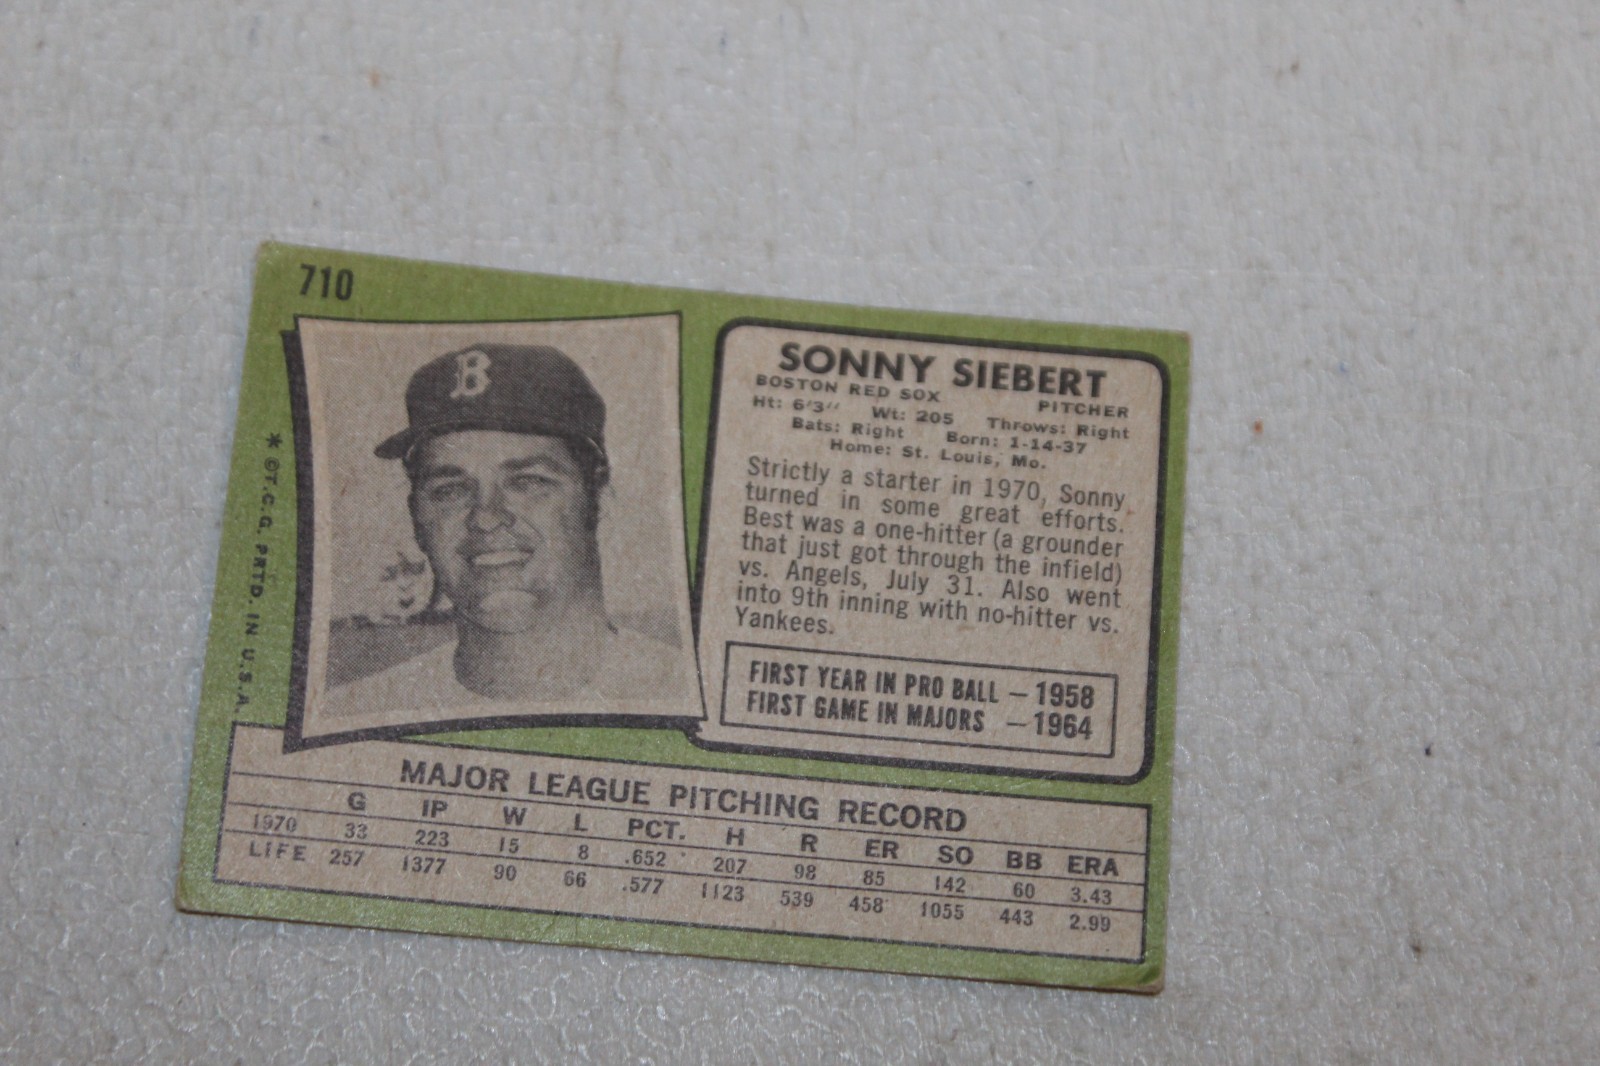 710
B
* ©T.C.G. PRTD. IN U.S.A.
SONNY SIEBERT
BOSTON RED SOX PITCHER
Ht: 6'3" Wt: 205 Throws: Right
Bats: Right Born: 1-14-37
Home: St. Louis, Mo.
Strictly a starter in 1970, Sonny
turned in some great efforts.
Best was a one-hitter (a grounder
that just got through the infield)
vs. Angels, July 31. Also went
into 9th inning with no-hitter vs.
Yankees.
FIRST YEAR IN PRO BALL — 1958
FIRST GAME IN MAJORS — 1964
MAJOR LEAGUE PITCHING RECORD
G IP W L PCT. H R ER SO BB ERA
1970 33 223 15 8 .652 207 98 85 142 60 3.43
LIFE 257 1377 90 66 .577 1123 539 458 1055 443 2.99